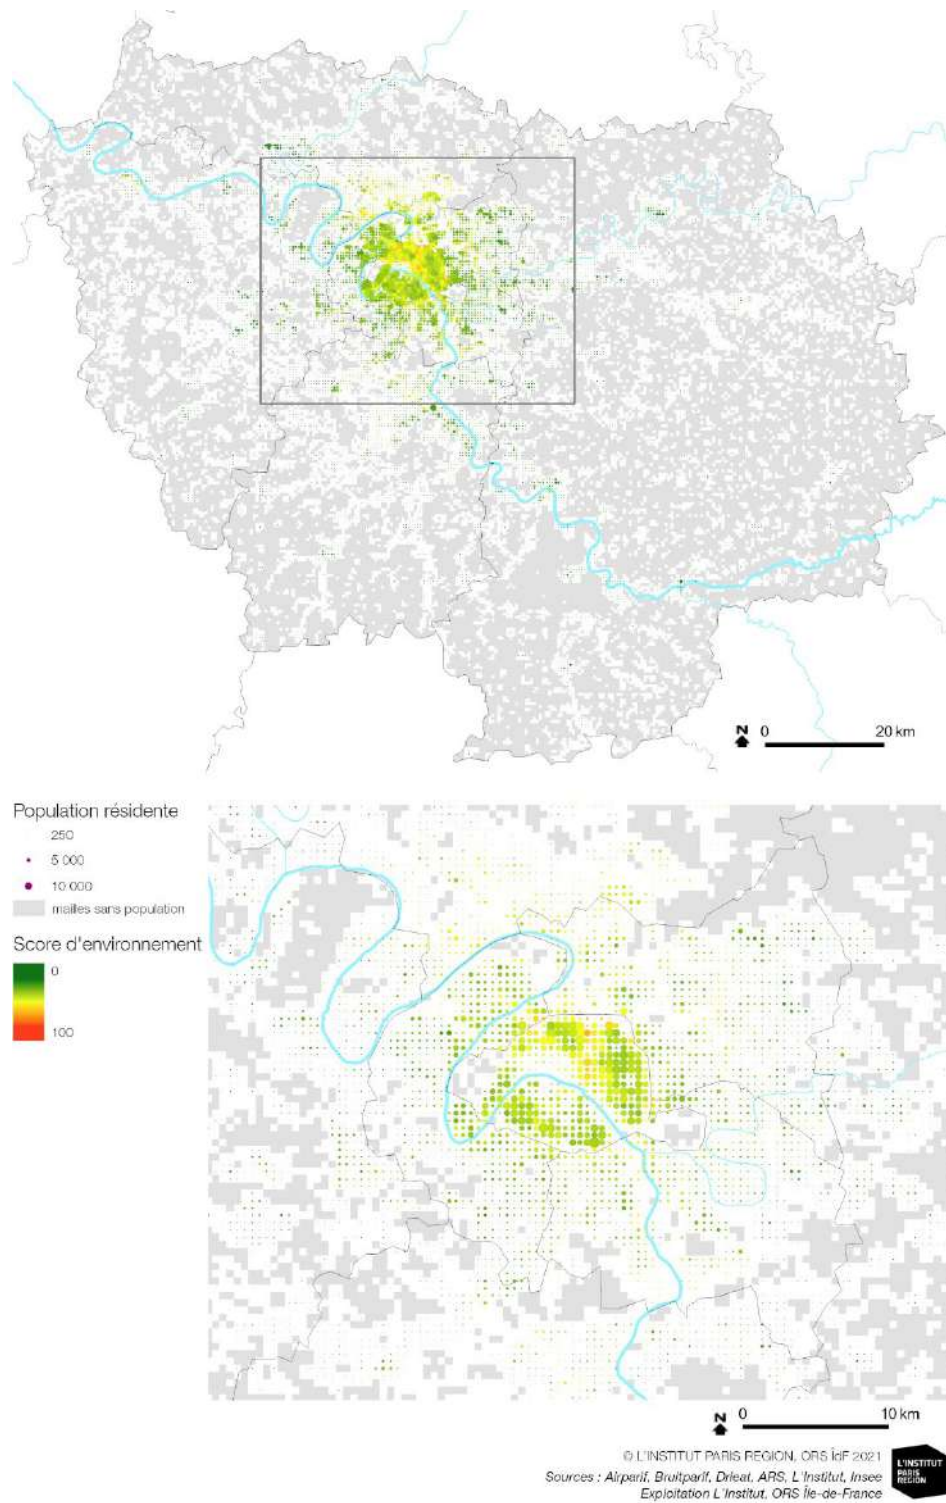 N
0 20 km
Population résidente
250
5 000
10 000
mailles sans population
Score d'environnement
0
100
N
0 10 km
© L'INSTITUT PARIS REGION, ORS îdF 2021
Sources : Airparif, Bruitparif, Drieat, ARS, L'Institut, Insee
Exploitation L'Institut, ORS Île-de-France
L'INSTITUT
PARIS
REGION